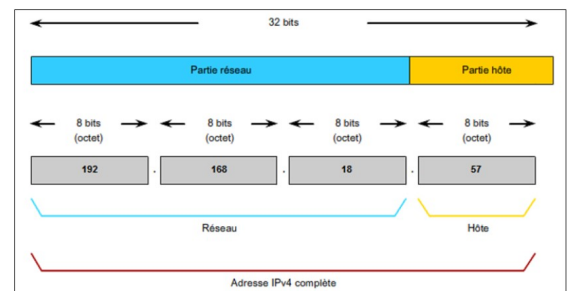 32 bits
Partie réseau Partie hôte
8 bits 8 bits 8 bits 8 bits
(octet) (octet) (octet) (octet)
192 . 168 . 18 . 57
Réseau Hôte
Adresse IPv4 complète